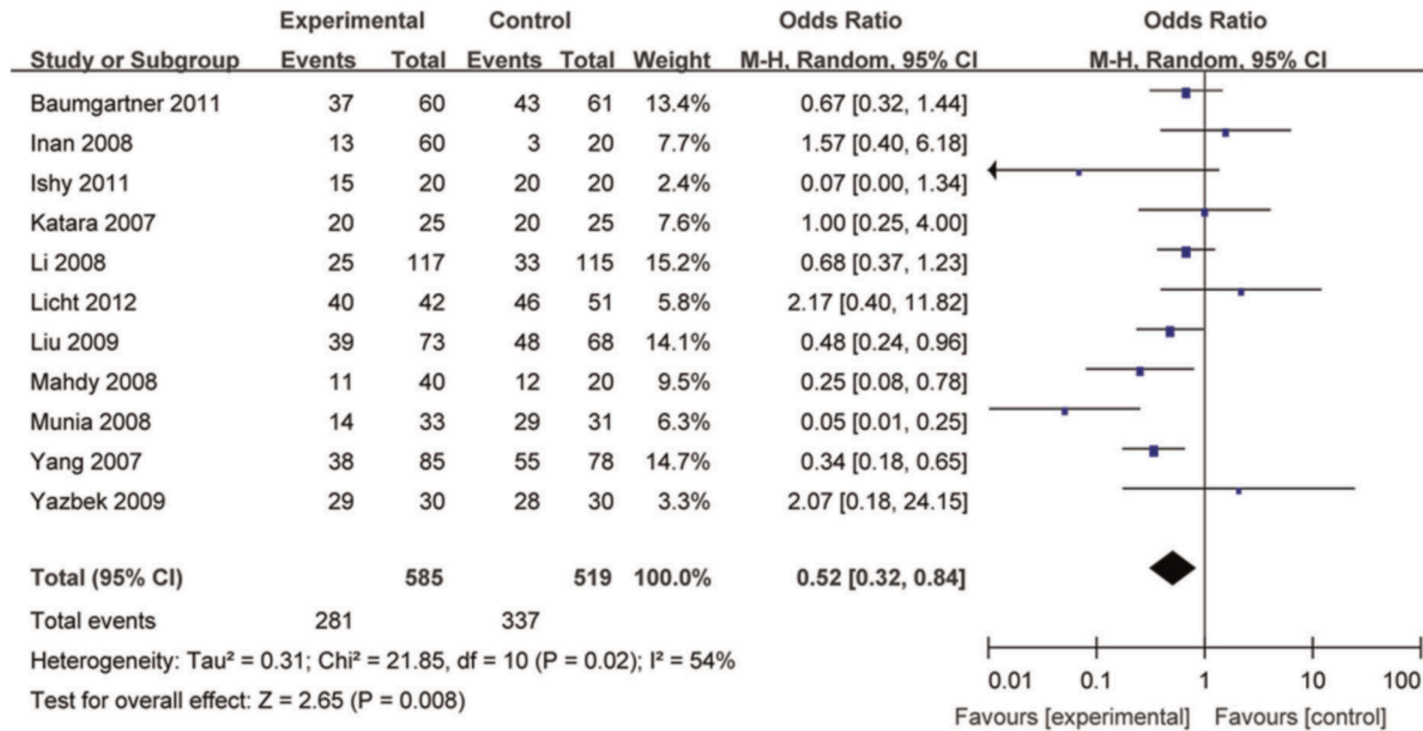 Experimental Control Odds Ratio Odds Ratio
Study or Subgroup Events Total Events Total Weight M-H, Random, 95% CI M-H, Random, 95% CI
Baumgartner 2011 37 60 43 61 13.4% 0.67 [0.32, 1.44]
Inan 2008 13 60 3 20 7.7% 1.57 [0.40, 6.18]
Ishy 2011 15 20 20 20 2.4% 0.07 [0.00, 1.34]
Katara 2007 20 25 20 25 7.6% 1.00 [0.25, 4.00]
Li 2008 25 117 33 115 15.2% 0.68 [0.37, 1.23]
Licht 2012 40 42 46 51 5.8% 2.17 [0.40, 11.82]
Liu 2009 39 73 48 68 14.1% 0.48 [0.24, 0.96]
Mahdy 2008 11 40 12 20 9.5% 0.25 [0.08, 0.78]
Munia 2008 14 33 29 31 6.3% 0.05 [0.01, 0.25]
Yang 2007 38 85 55 78 14.7% 0.34 [0.18, 0.65]
Yazbek 2009 29 30 28 30 3.3% 2.07 [0.18, 24.15]
Total (95% CI) 585 519 100.0% 0.52 [0.32, 0.84]
Total events 281 337
Heterogeneity: Tau² = 0.31; Chi² = 21.85, df = 10 (P = 0.02); I² = 54%
Test for overall effect: Z = 2.65 (P = 0.008)
0.01 0.1 1 10 100
Favours [experimental] Favours [control]